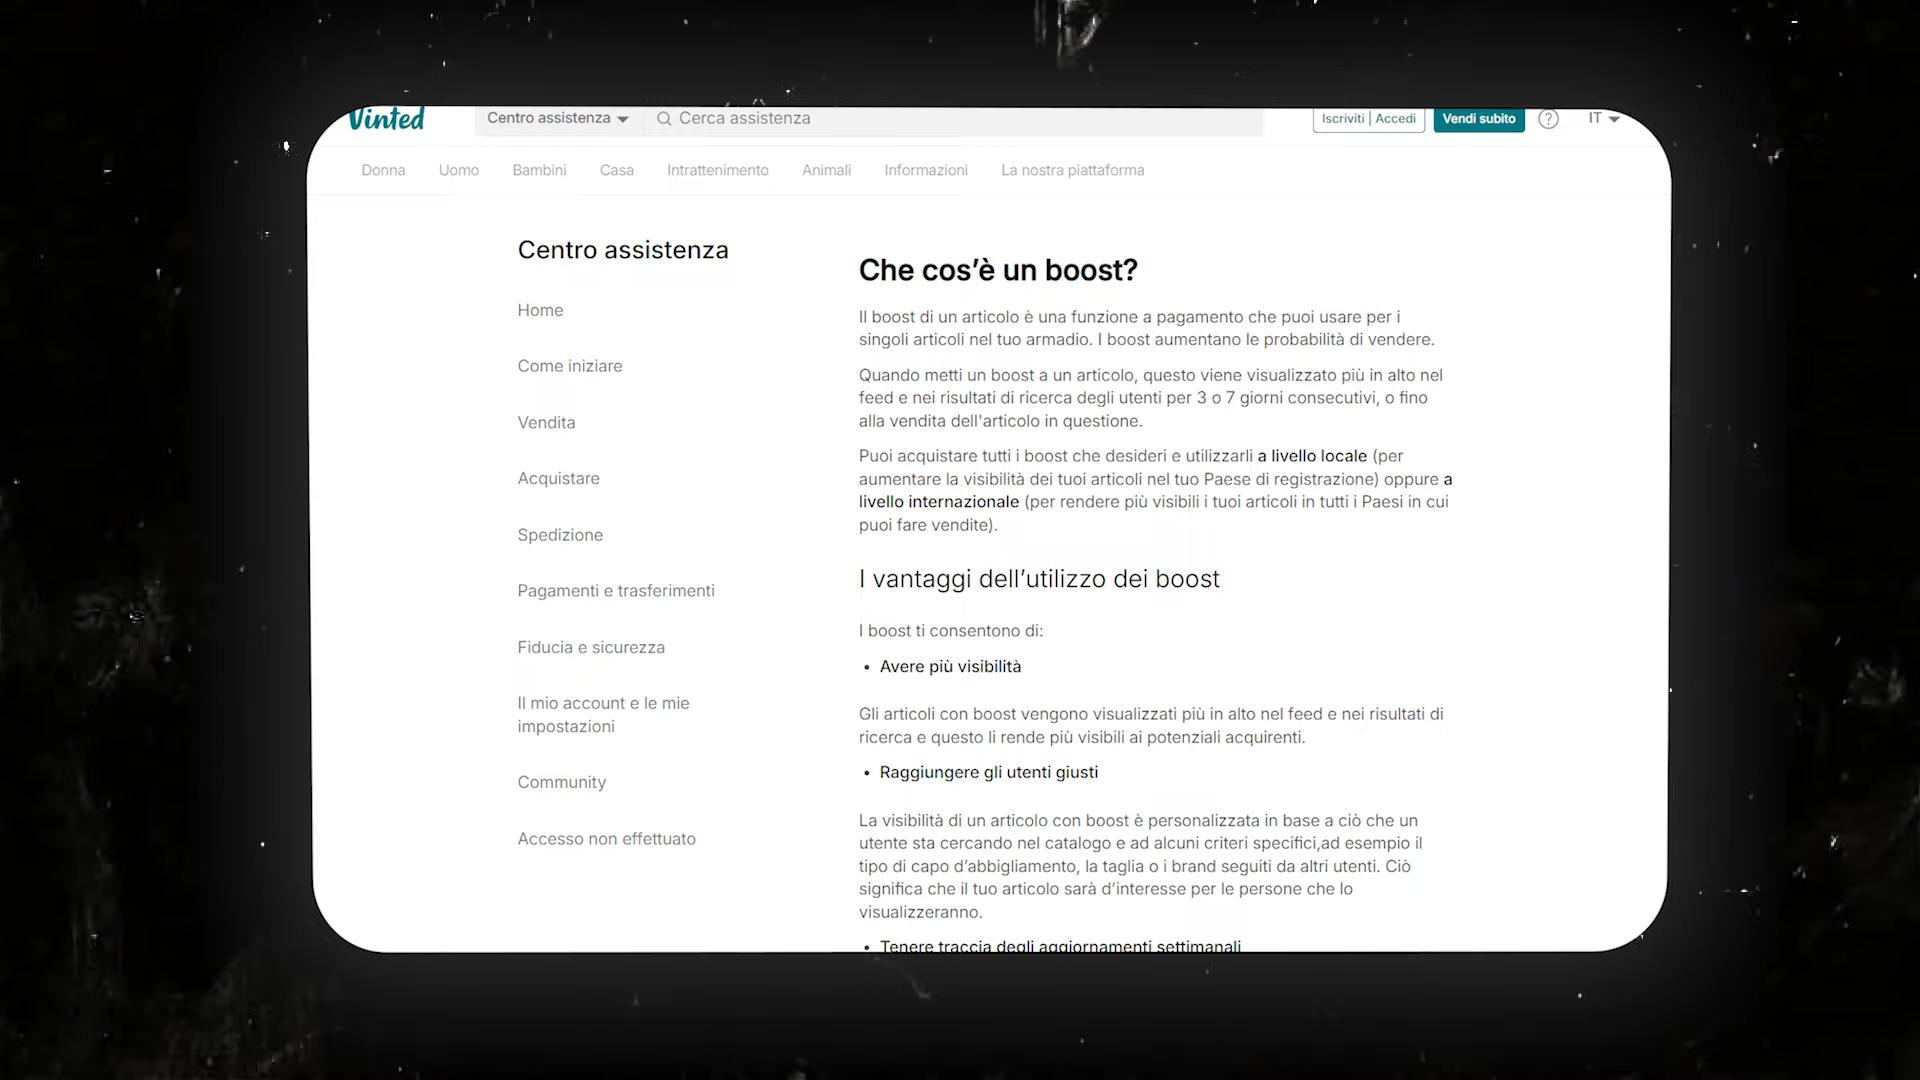 Vinted
Centro assistenza
Cerca assistenza
Iscriviti | Accedi
Vendi subito
?
IT
Donna
Uomo
Bambini
Casa
Intrattenimento
Animali
Informazioni
La nostra piattaforma
Centro assistenza
Home
Come iniziare
Vendita
Acquistare
Spedizione
Pagamenti e trasferimenti
Fiducia e sicurezza
Il mio account e le mie
impostazioni
Community
Accesso non effettuato
Che cos’è un boost?
Il boost di un articolo è una funzione a pagamento che puoi usare per i
singoli articoli nel tuo armadio. I boost aumentano le probabilità di vendere.
Quando metti un boost a un articolo, questo viene visualizzato più in alto nel
feed e nei risultati di ricerca degli utenti per 3 o 7 giorni consecutivi, o fino
alla vendita dell'articolo in questione.
Puoi acquistare tutti i boost che desideri e utilizzarli a livello locale (per
aumentare la visibilità dei tuoi articoli nel tuo Paese di registrazione) oppure a
livello internazionale (per rendere più visibili i tuoi articoli in tutti i Paesi in cui
puoi fare vendite).
I vantaggi dell’utilizzo dei boost
I boost ti consentono di:
• Avere più visibilità
Gli articoli con boost vengono visualizzati più in alto nel feed e nei risultati di
ricerca e questo li rende più visibili ai potenziali acquirenti.
• Raggiungere gli utenti giusti
La visibilità di un articolo con boost è personalizzata in base a ciò che un
utente sta cercando nel catalogo e ad alcuni criteri specifici,ad esempio il
tipo di capo d’abbigliamento, la taglia o i brand seguiti da altri utenti. Ciò
significa che il tuo articolo sarà d’interesse per le persone che lo
visualizzeranno.
• Tenere traccia degli aggiornamenti settimanali